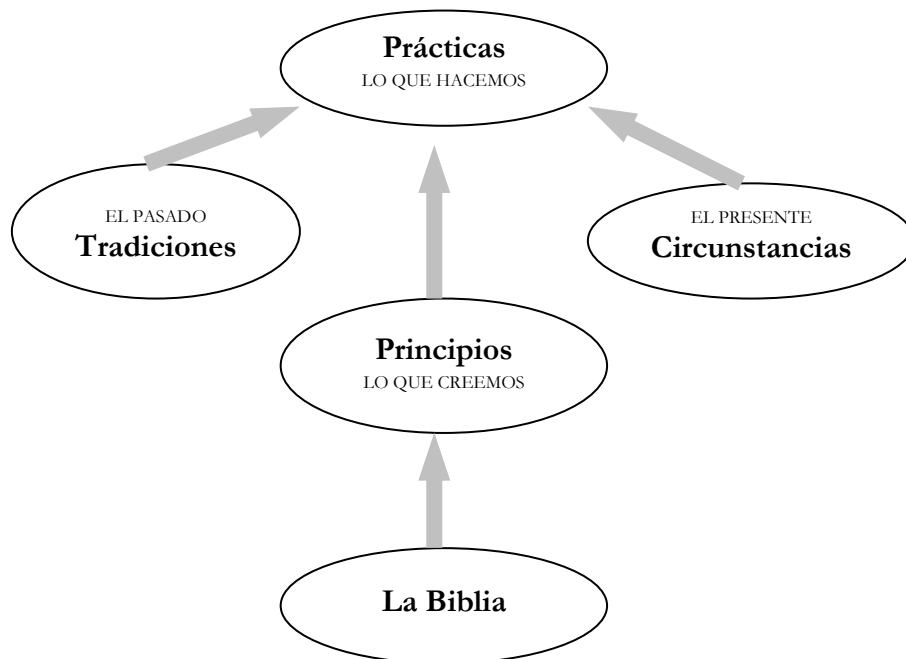 Prácticas
LO QUE HACEMOS
EL PASADO
Tradiciones
EL PRESENTE
Circunstancias
Principios
LO QUE CREEMOS
La Biblia